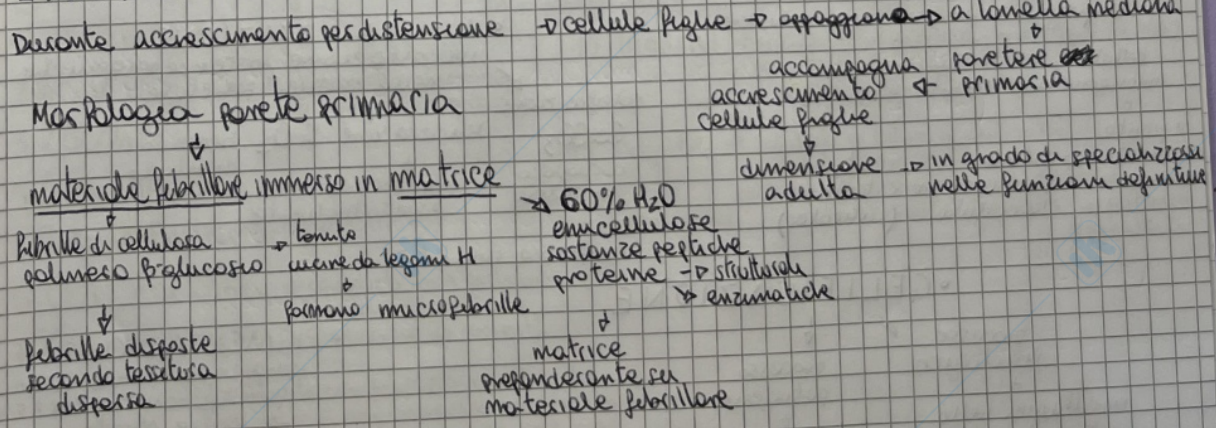 Durante accrescimento per distensione → cellule figlie → appoggiano → a lamella mediana
↓
accompagna paretere
accrescimento ← primaria
cellule figlie
↓
dimensione → in grado di specializzarsi
adulta nelle funzioni definitive
Morfologia parete primaria
↓
materiale fibrillare immerso in matrice → 60% H2O
emicellulose
sostanze peptiche
proteine → strutturali
→ enzimatiche
↓
matrice
preponderante su
materiale fibrillare
↓
Fibrille di cellulosa → tenute
polimero β-glucosio unite da legami H
↓
formano microfibrille
↓
fibrille disposte
secondo tessitura
dispersa